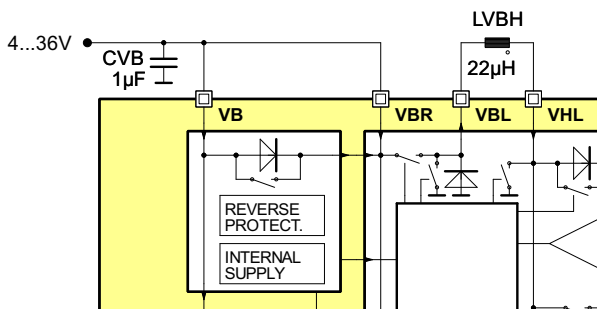 LVBH
4...36V
CVB
1µF
22µH
VB
VBR
VBL
VHL
REVERSE
PROTECT.
INTERNAL
SUPPLY